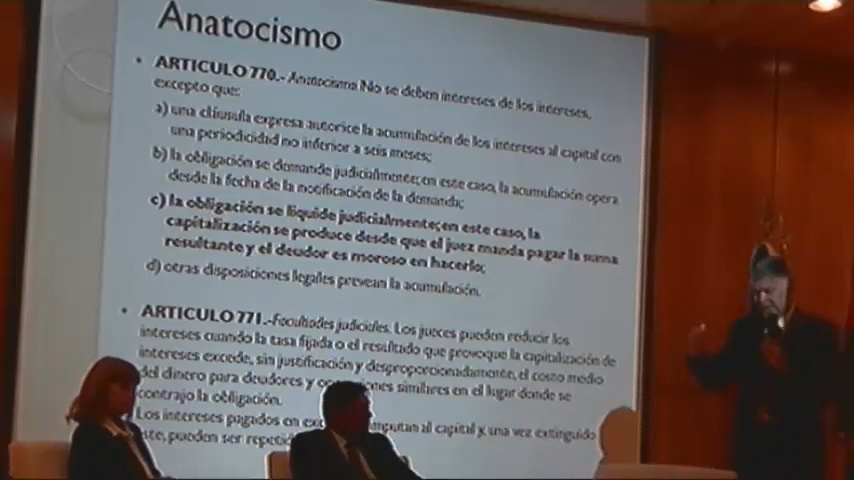 Anatocismo
• ARTICULO 770.- Anatocismo. No se deben intereses de los intereses,
excepto que:
a) una cláusula expresa autorice la acumulación de los intereses al capital con
una periodicidad no inferior a seis meses;
b) la obligación se demande judicialmente; en este caso, la acumulación opera
desde la fecha de la notificación de la demanda;
c) la obligación se liquide judicialmente; en este caso, la
capitalización se produce desde que el juez manda pagar la suma
resultante y el deudor es moroso en hacerlo;
d) otras disposiciones legales prevean la acumulación.
• ARTICULO 771.- Facultades judiciales. Los jueces pueden reducir los
intereses cuando la tasa fijada o el resultado que provoque la capitalización de
intereses excede, sin justificación y desproporcionadamente, el costo medio
del dinero para deudores y similares en el lugar donde se
contrajo la obligación.
Los intereses pagados en al capital y, una vez extinguido
pueden ser